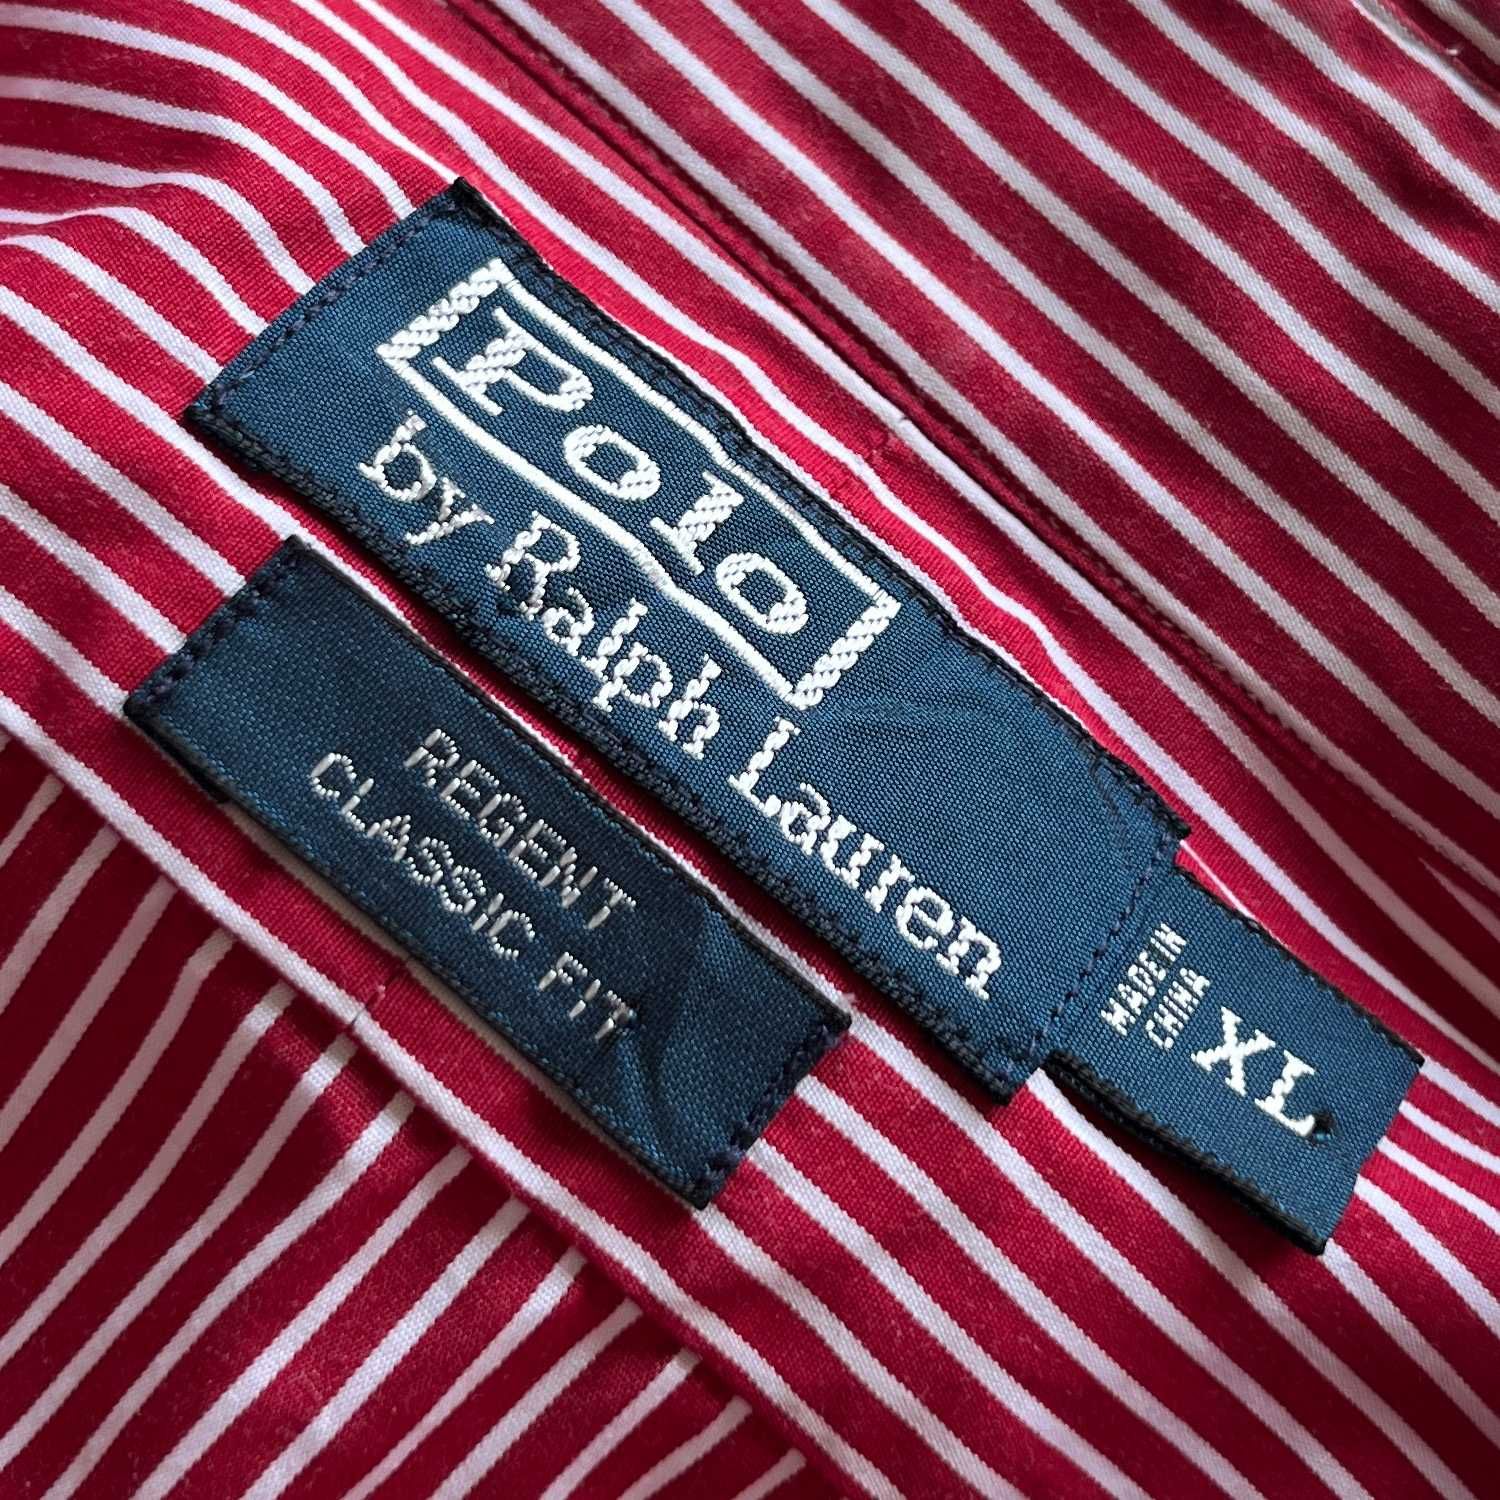 Polo
by Ralph Lauren
MADE IN
CHINA
XL
REGENT
CLASSIC FIT